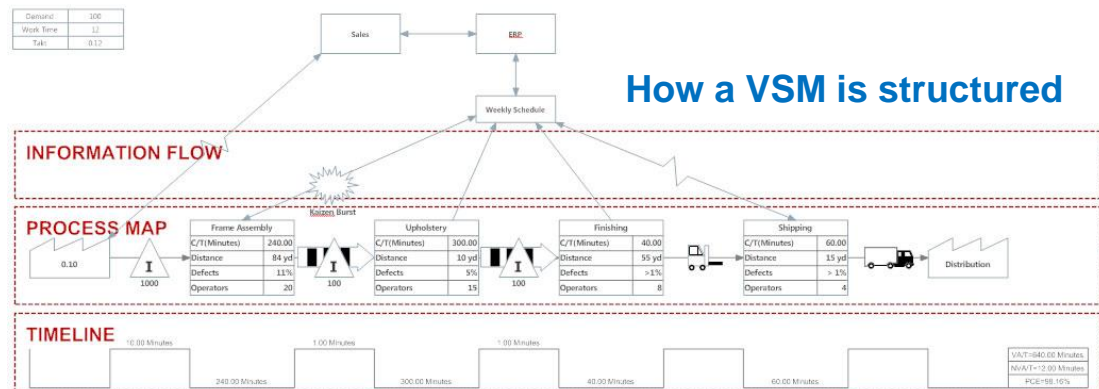 Demand 100
Work Time 12
Takt 0.12
Sales
ERP
How a VSM is structured
Weekly Schedule
INFORMATION FLOW
Kaizen Burst
PROCESS MAP
0.10
I
1000
Frame Assembly
C/T(Minutes) 240.00
Distance 84 yd
Defects 11%
Operators 20
I
100
Upholstery
C/T(Minutes) 300.00
Distance 10 yd
Defects 5%
Operators 15
I
100
Finishing
C/T(Minutes) 40.00
Distance 55 yd
Defects >1%
Operators 8
Shipping
C/T(Minutes) 60.00
Distance 15 yd
Defects > 1%
Operators 4
Distribution
TIMELINE
10.00 Minutes
1.00 Minutes
1.00 Minutes
240.00 Minutes
300.00 Minutes
40.00 Minutes
60.00 Minutes
VA/T=640.00 Minutes
NVA/T=12.00 Minutes
PCE=98.16%